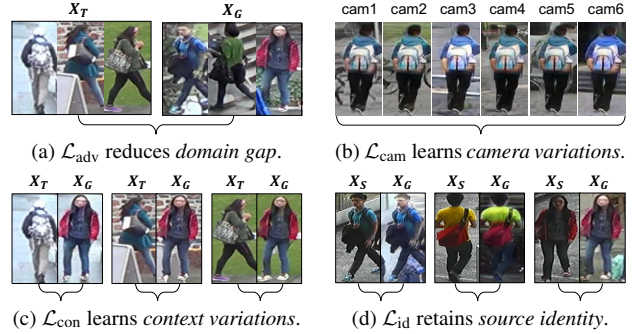 X_T X_G
cam1 cam2 cam3 cam4 cam5 cam6
(a) ℒ_adv reduces domain gap.
(b) ℒ_cam learns camera variations.
X_T X_G X_T X_G X_T X_G
X_S X_G X_S X_G X_S X_G
(c) ℒ_con learns context variations.
(d) ℒ_id retains source identity.